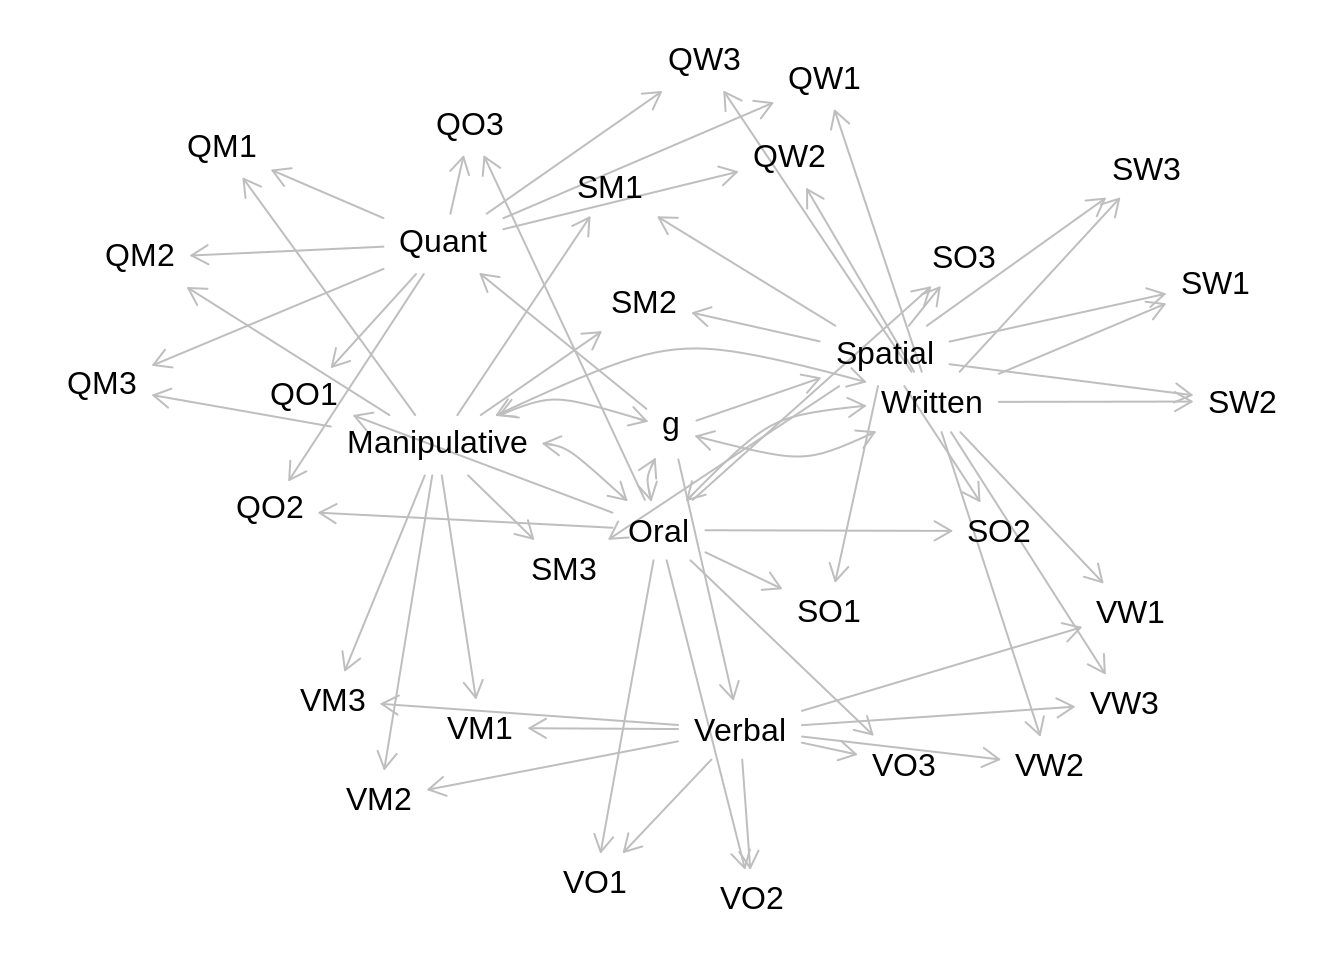 QW3
QW1
QO3
QM1
QW2
SW3
SM1
Quant
QM2
SO3
SW1
SM2
Spatial
QM3
QO1
Written
SW2
g
Manipulative
QO2
Oral
SO2
SM3
SO1
VW1
VM3
VW3
VM1
Verbal
VO3
VW2
VM2
VO1
VO2